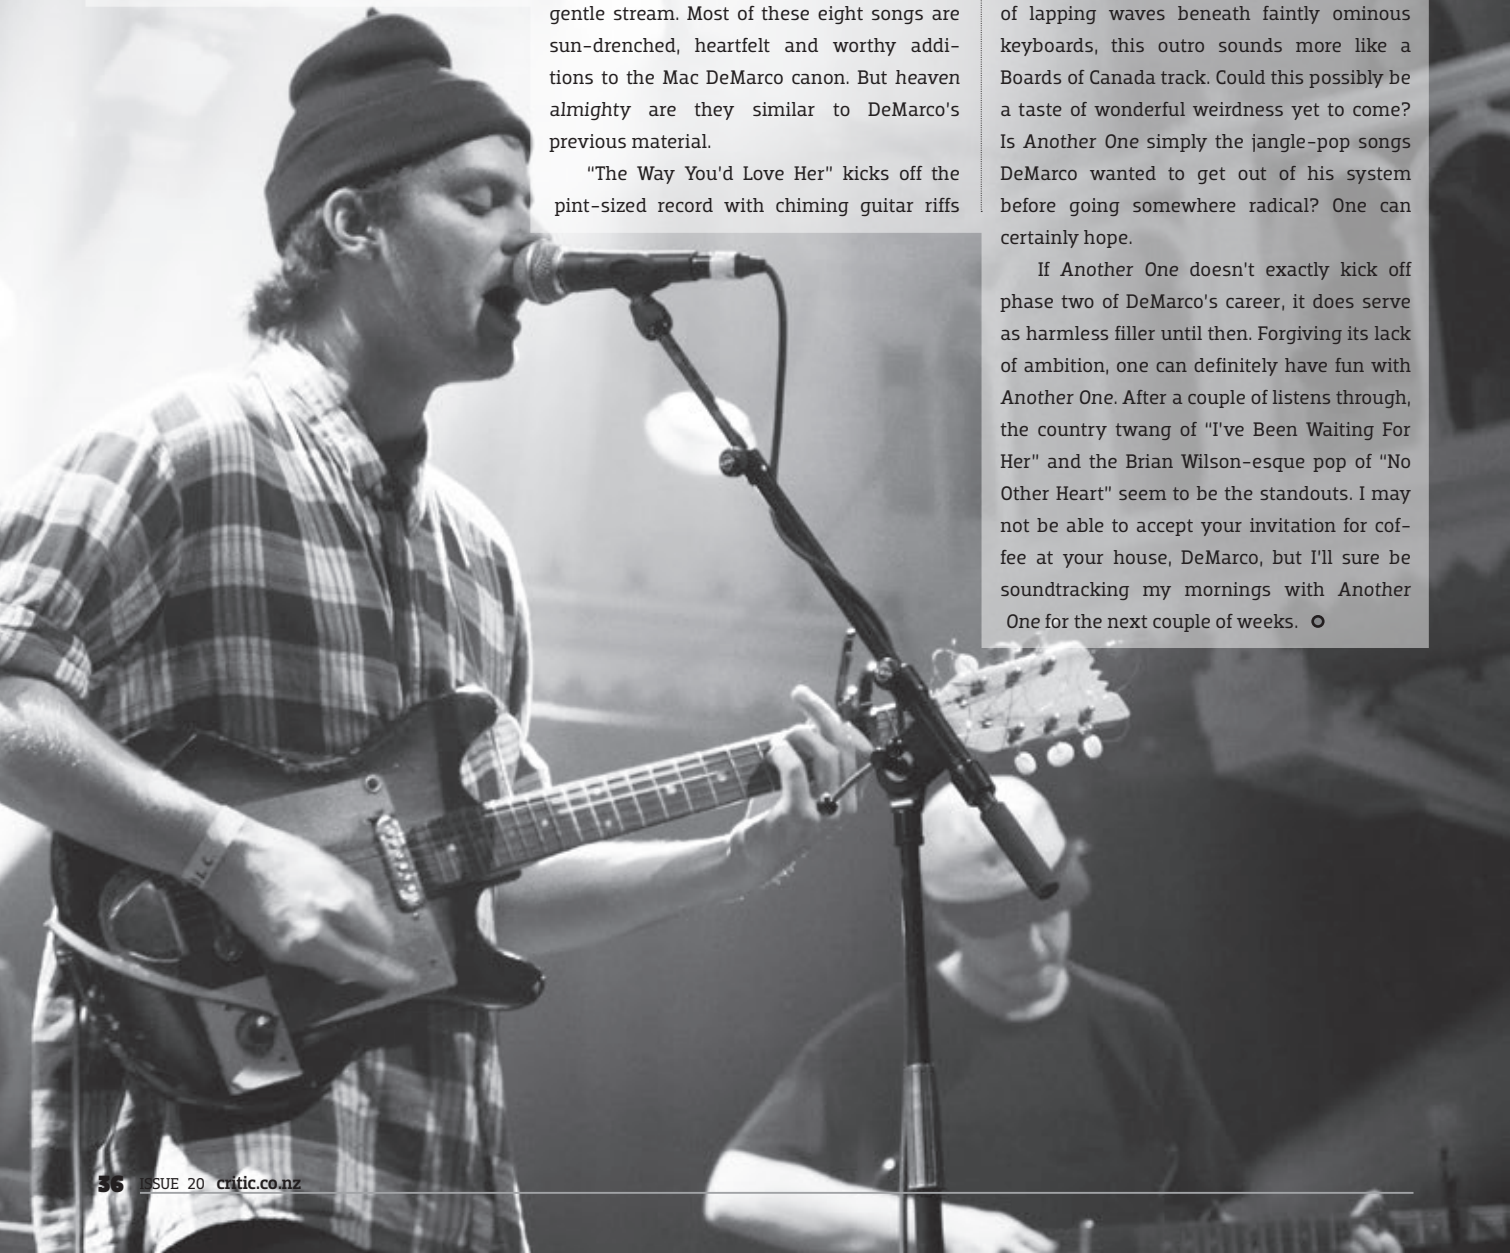 gentle stream. Most of these eight songs are
sun-drenched, heartfelt and worthy addi-
tions to the Mac DeMarco canon. But heaven
almighty are they similar to DeMarco's
previous material.
"The Way You'd Love Her" kicks off the
pint-sized record with chiming guitar riffs
of lapping waves beneath faintly ominous
keyboards, this outro sounds more like a
Boards of Canada track. Could this possibly be
a taste of wonderful weirdness yet to come?
Is Another One simply the jangle-pop songs
DeMarco wanted to get out of his system
before going somewhere radical? One can
certainly hope.
If Another One doesn't exactly kick off
phase two of DeMarco's career, it does serve
as harmless filler until then. Forgiving its lack
of ambition, one can definitely have fun with
Another One. After a couple of listens through,
the country twang of "I've Been Waiting For
Her" and the Brian Wilson-esque pop of "No
Other Heart" seem to be the standouts. I may
not be able to accept your invitation for cof-
fee at your house, DeMarco, but I'll sure be
soundtracking my mornings with Another
One for the next couple of weeks.
36 ISSUE 20 critic.co.nz